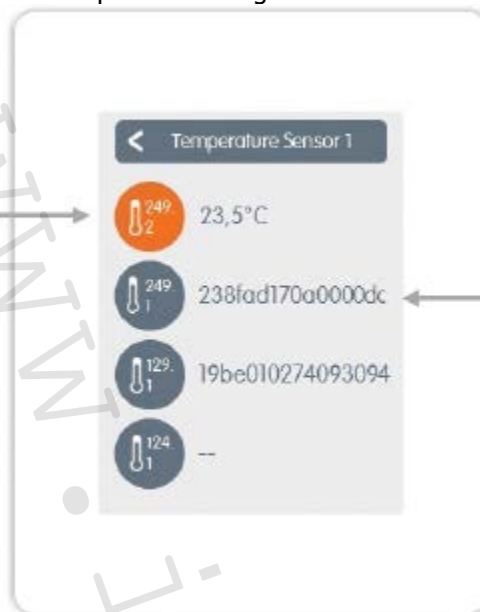 < Temperature Sensor 1
249.
2
23,5°C
249
1
238fad170a0000dc
129.
1
19be010274093094
124.
1
--